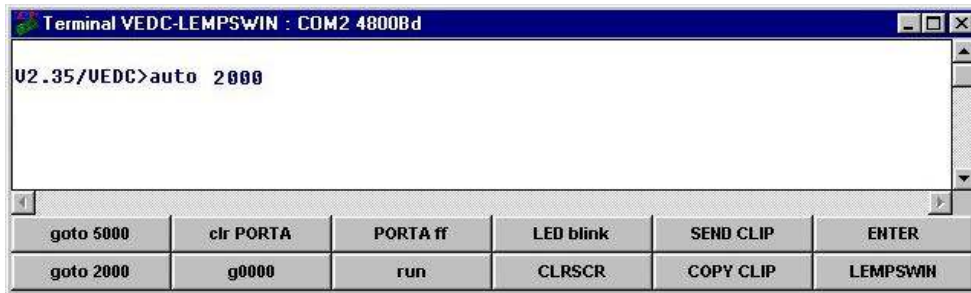 Terminal VEDC-LEMPSWIN : COM2 4800Bd
V2.35/VEDC>auto 2000
goto 5000 clr PORTA PORTA ff LED blink SEND CLIP ENTER
goto 2000 g0000 run CLRSCR COPY CLIP LEMPSWIN